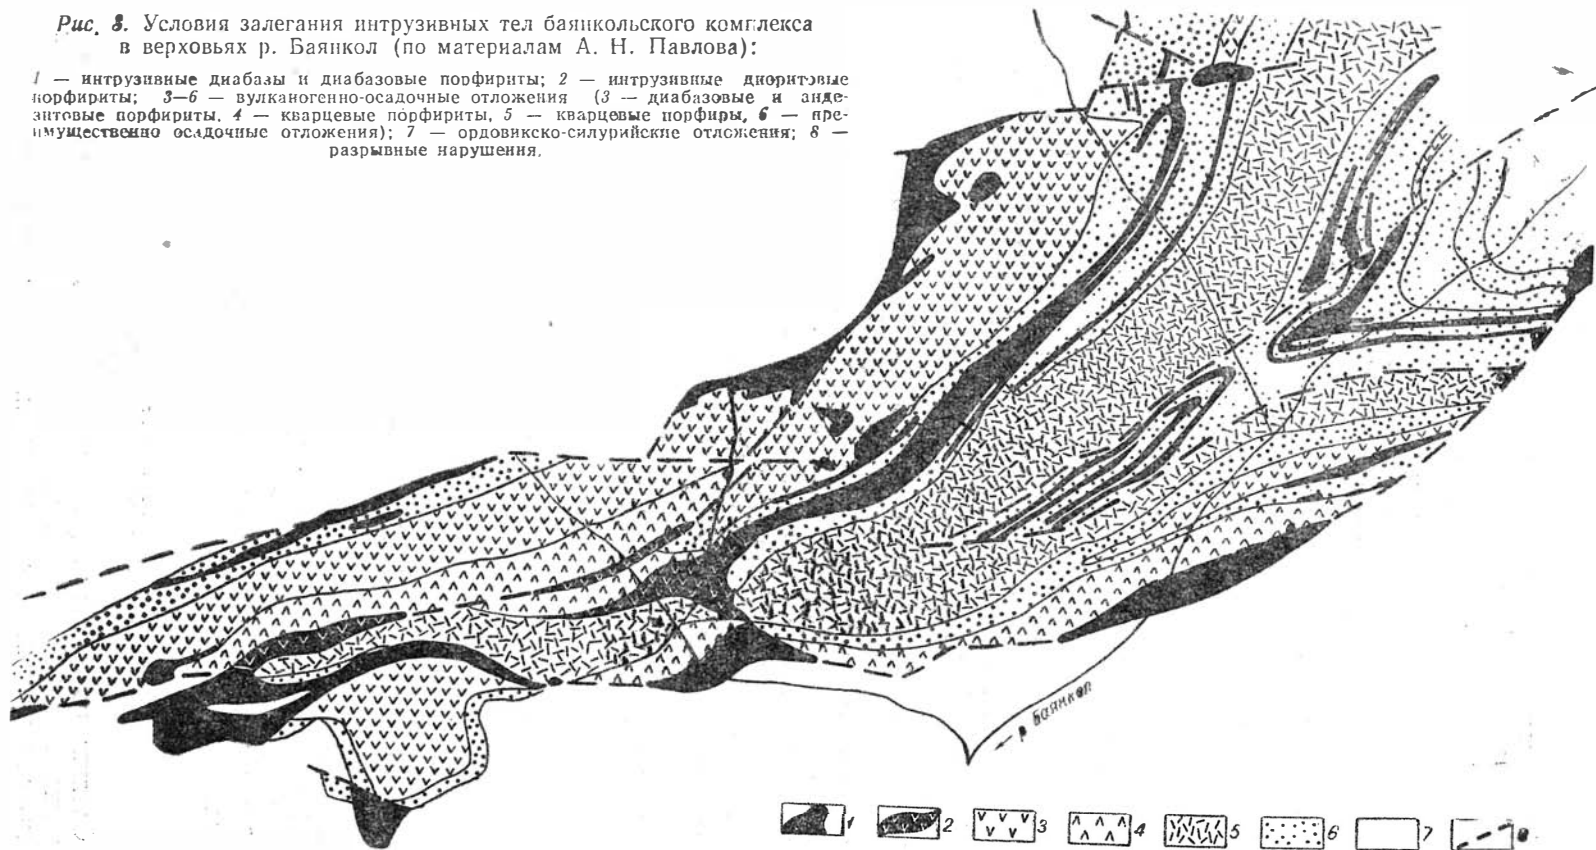 Рис. 8. Условия залегания интрузивных тел баянкольского комплекса
в верховьях р. Баянкол (по материалам А. Н. Павлова):
1 — интрузивные диабазы и диабазовые порфириты; 2 — интрузивные диоритовые
порфириты; 3—6 — вулканогенно-осадочные отложения (3 — диабазовые и анде-
зитовые порфириты, 4 — кварцевые порфириты, 5 — кварцевые порфиры, 6 — пре-
имущественно осадочные отложения); 7 — ордовикско-силурийские отложения; 8 —
разрывные нарушения.
р. Баянкол
1 2 3 4 5 6 7 8